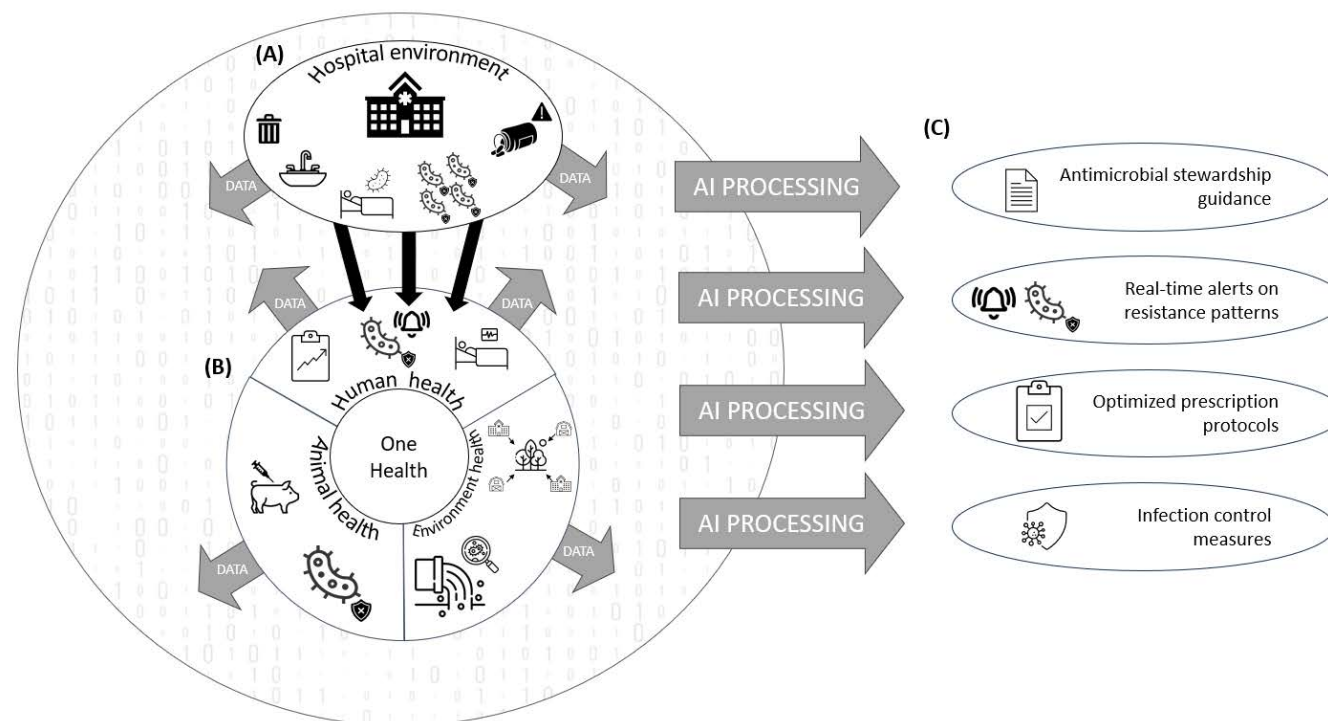 (A)
Hospital environment
DATA
DATA
DATA
DATA
(B)
Human health
One
Health
Animal health
Environment health
DATA
DATA
AI PROCESSING
AI PROCESSING
AI PROCESSING
AI PROCESSING
(C)
Antimicrobial stewardship
guidance
Real-time alerts on
resistance patterns
Optimized prescription
protocols
Infection control
measures